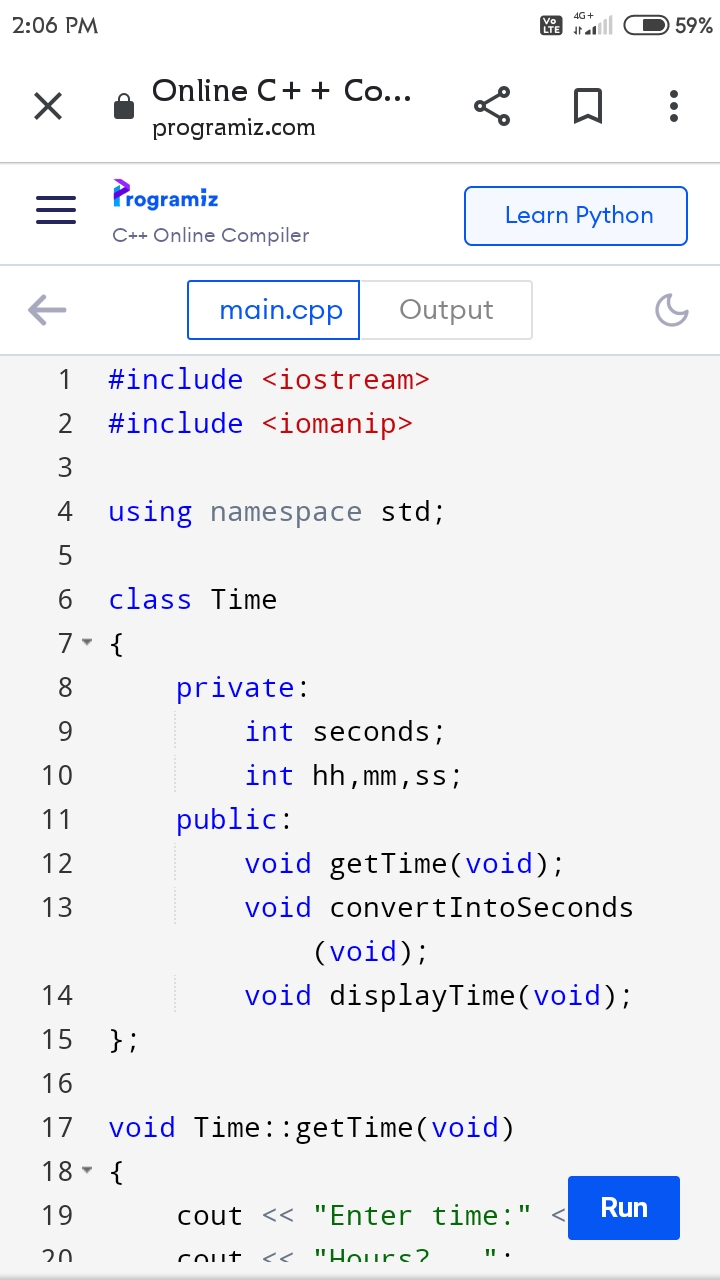 2:06 PM
Vo LTE 4G+ 59%
Online C++ Co...
programiz.com
Programiz
C++ Online Compiler
Learn Python
main.cpp
Output
1 #include <iostream>
2 #include <iomanip>
3
4 using namespace std;
5
6 class Time
7 {
8 private:
9 int seconds;
10 int hh,mm,ss;
11 public:
12 void getTime(void);
13 void convertIntoSeconds
(void);
14 void displayTime(void);
15 };
16
17 void Time::getTime(void)
18 {
19 cout << "Enter time:" <
Run
20 cout << "Hours? ";